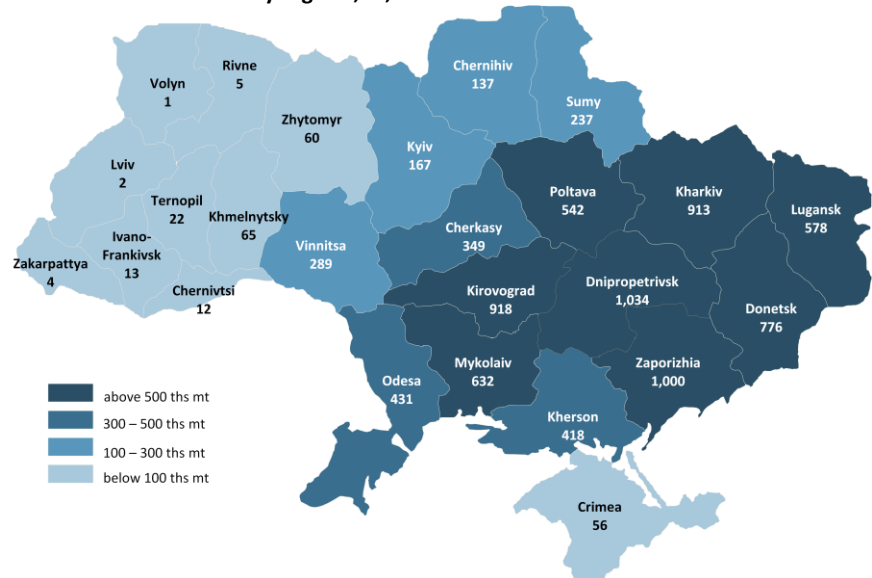 Volyn
1
Rivne
5
Zhytomyr
60
Chernihiv
137
Sumy
237
Kyiv
167
Lviv
2
Ternopil
22
Khmelnytsky
65
Ivano-
Frankivsk
13
Zakarpattya
4
Chernivtsi
12
Vinnitsa
289
Cherkasy
349
Poltava
542
Kharkiv
913
Lugansk
578
Kirovograd
918
Dnipropetrivsk
1,034
Donetsk
776
Odesa
431
Mykolaiv
632
Zaporizhia
1,000
Kherson
418
Crimea
56
above 500 ths mt
300 – 500 ths mt
100 – 300 ths mt
below 100 ths mt